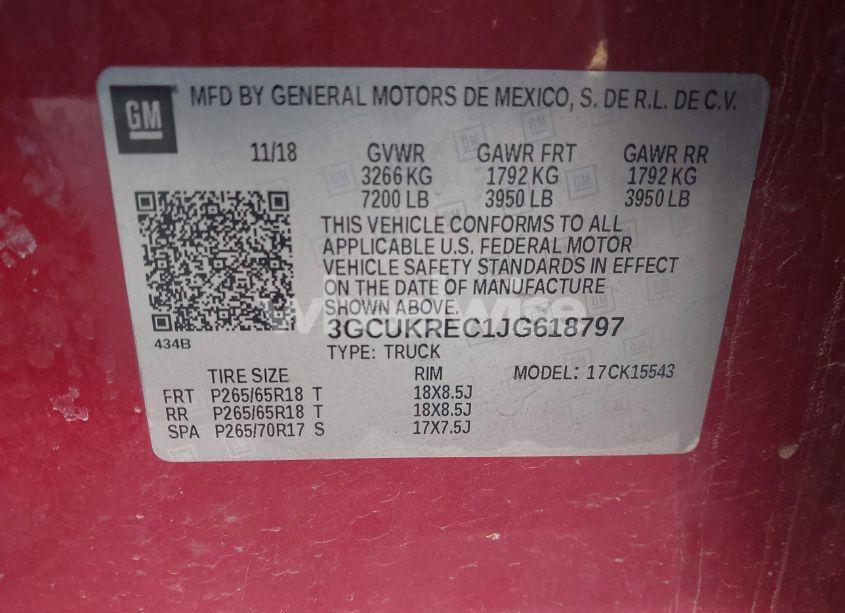 GM ® MFD BY GENERAL MOTORS DE MEXICO, S. DE R.L. DE C.V.
11/18 GVWR GAWR FRT GAWR RR
3266 KG 1792 KG 1792 KG
7200 LB 3950 LB 3950 LB
THIS VEHICLE CONFORMS TO ALL
APPLICABLE U.S. FEDERAL MOTOR
VEHICLE SAFETY STANDARDS IN EFFECT
ON THE DATE OF MANUFACTURE
SHOWN ABOVE.
3GCUKREC1JG618797
434B
TYPE: TRUCK
TIRE SIZE RIM MODEL: 17CK15543
FRT P265/65R18 T 18X8.5J
RR P265/65R18 T 18X8.5J
SPA P265/70R17 S 17X7.5J